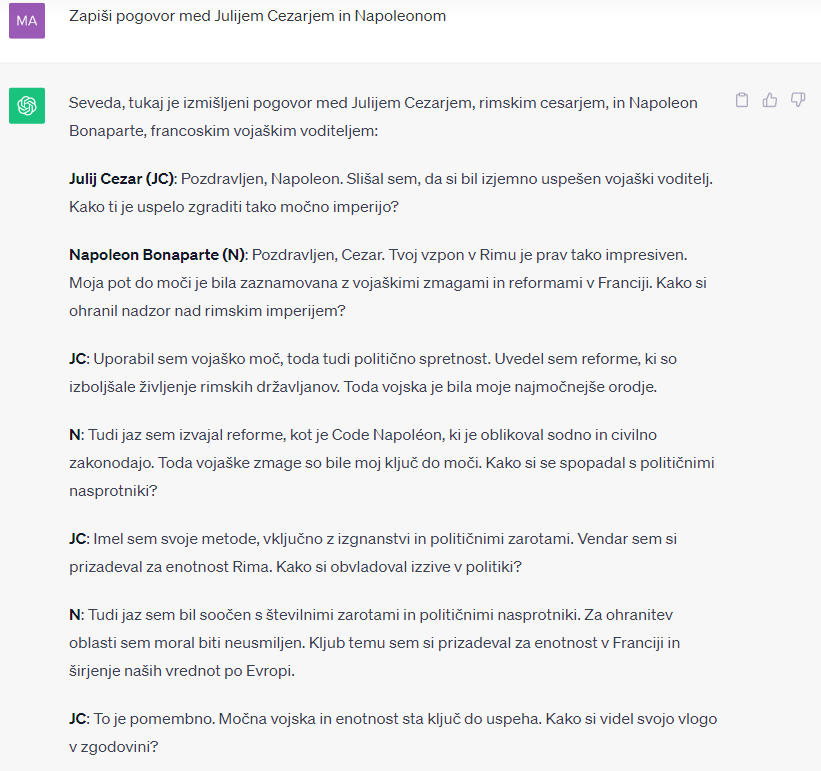 MA
Zapiši pogovor med Julijem Cezarjem in Napoleonom
Seveda, tukaj je izmišljeni pogovor med Julijem Cezarjem, rimskim cesarjem, in Napoleon
Bonaparte, francoskim vojaškim voditeljem:
Julij Cezar (JC): Pozdravljen, Napoleon. Slišal sem, da si bil izjemno uspešen vojaški voditelj.
Kako ti je uspelo zgraditi tako močno imperijo?
Napoleon Bonaparte (N): Pozdravljen, Cezar. Tvoj vzpon v Rimu je prav tako impresiven.
Moja pot do moči je bila zaznamovana z vojaškimi zmagami in reformami v Franciji. Kako si
ohranil nadzor nad rimskim imperijem?
JC: Uporabil sem vojaško moč, toda tudi politično spretnost. Uvedel sem reforme, ki so
izboljšale življenje rimskih državljanov. Toda vojska je bila moje najmočnejše orodje.
N: Tudi jaz sem izvajal reforme, kot je Code Napoléon, ki je oblikoval sodno in civilno
zakonodajo. Toda vojaške zmage so bile moj ključ do moči. Kako si se spopadal s političnimi
nasprotniki?
JC: Imel sem svoje metode, vključno z izgnanstvi in političnimi zarotami. Vendar sem si
prizadeval za enotnost Rima. Kako si obvladoval izzive v politiki?
N: Tudi jaz sem bil soočen s številnimi zarotami in političnimi nasprotniki. Za ohranitev
oblasti sem moral biti neusmiljen. Kljub temu sem si prizadeval za enotnost v Franciji in
širjenje naših vrednot po Evropi.
JC: To je pomembno. Močna vojska in enotnost sta ključ do uspeha. Kako si videl svojo vlogo
v zgodovini?